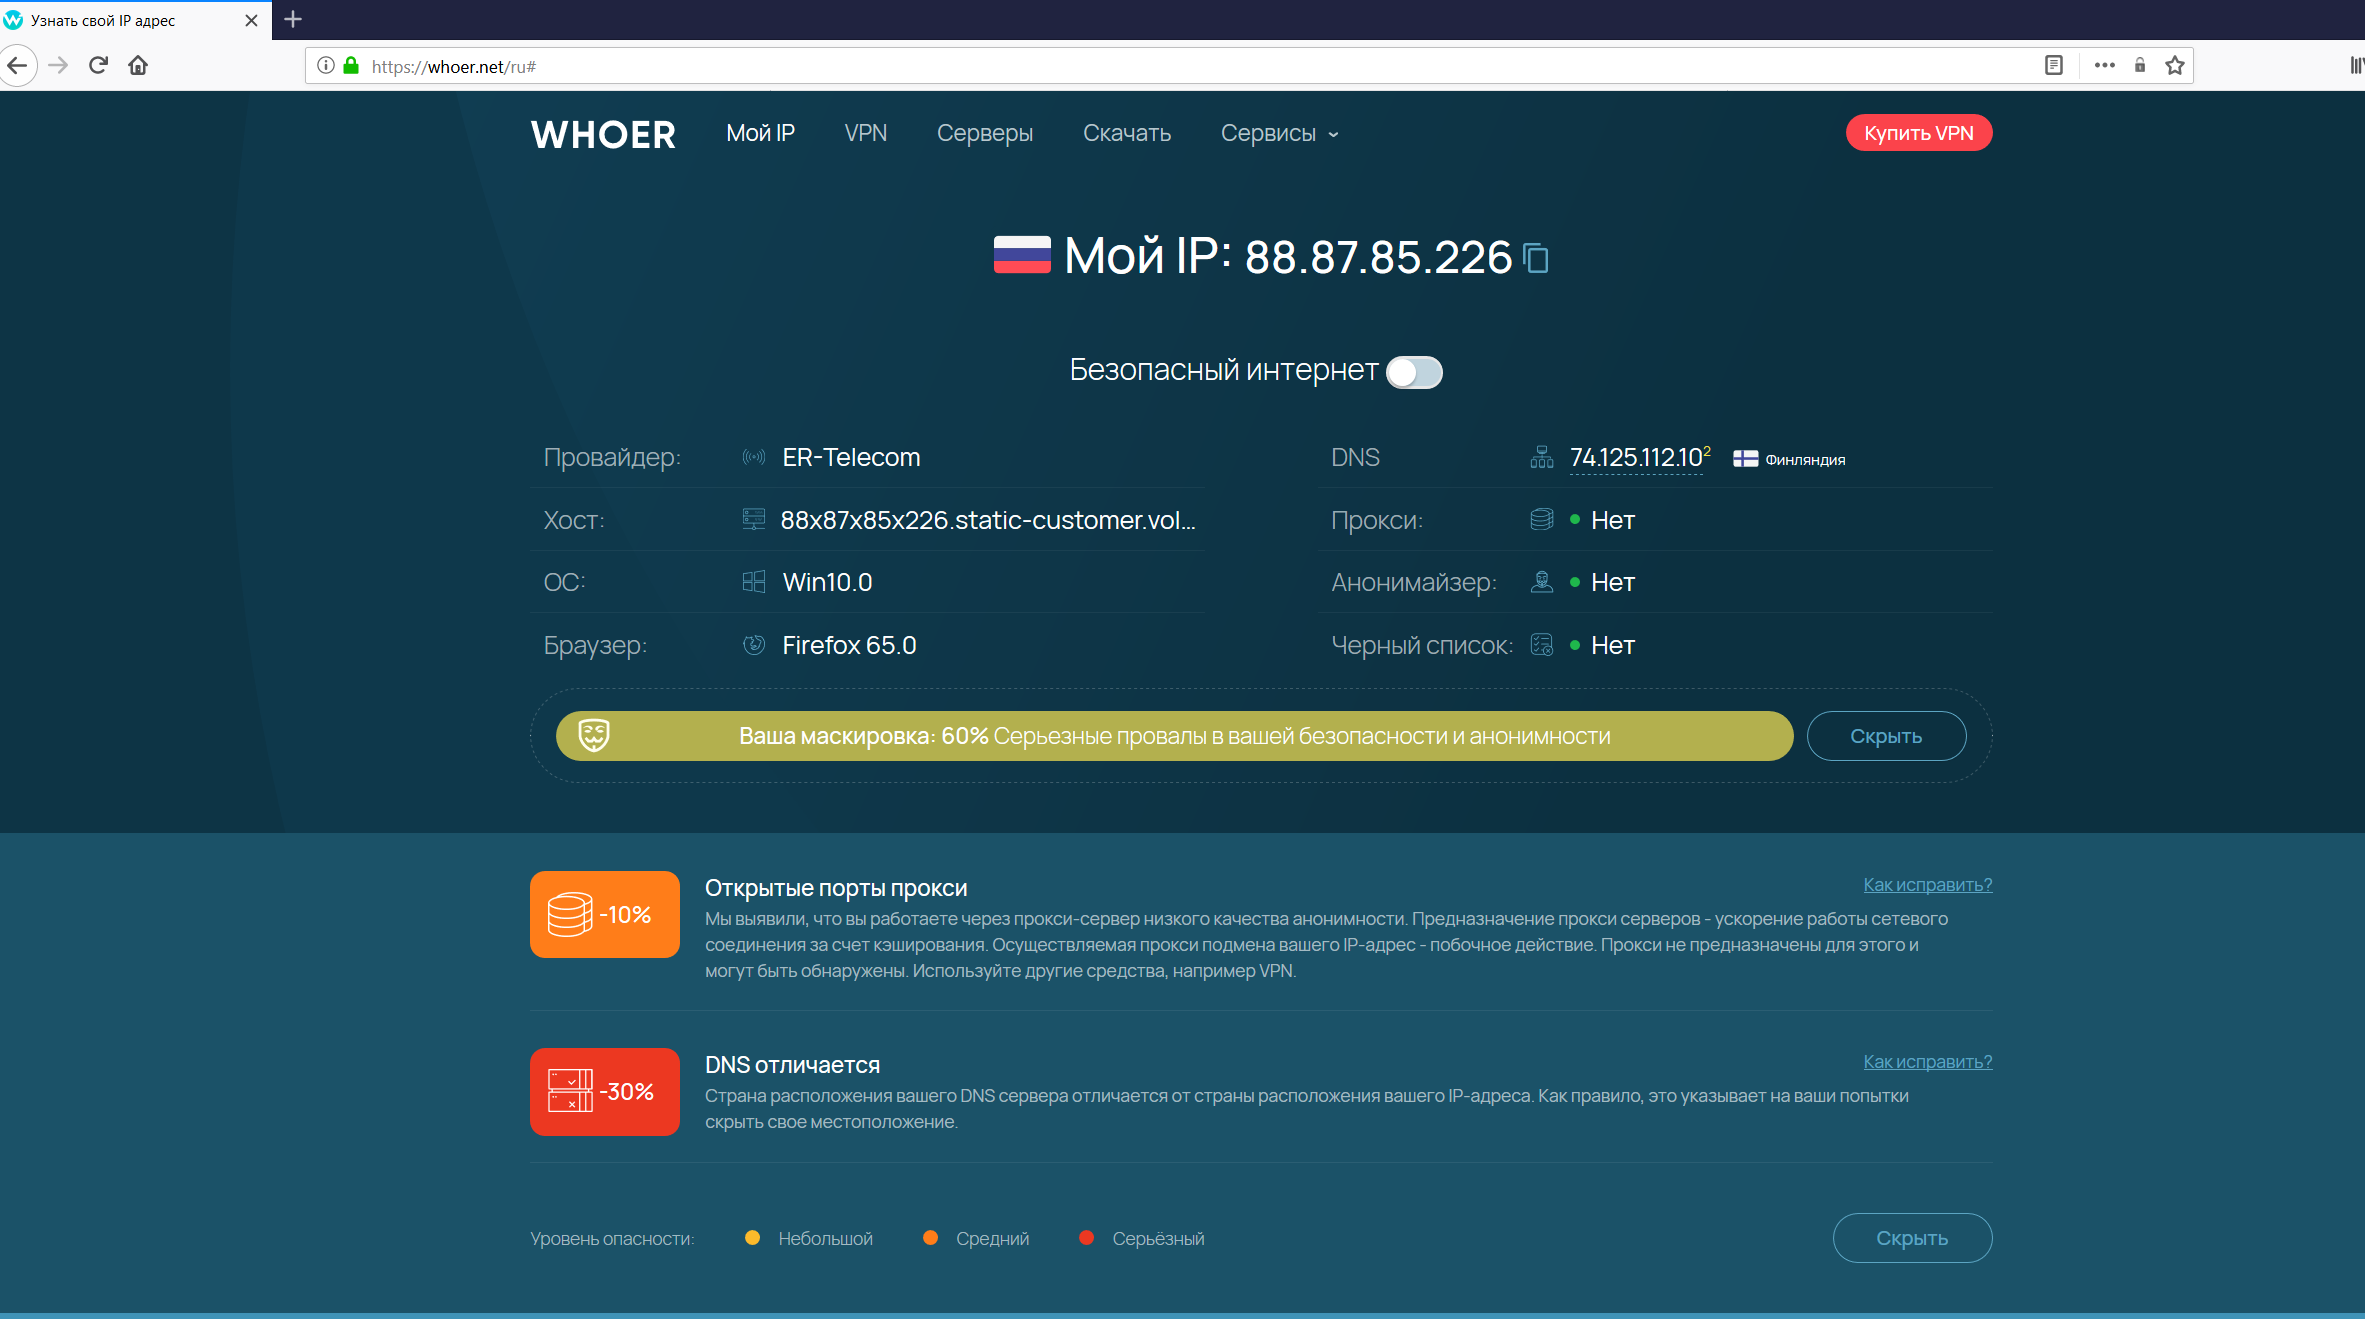 Узнать свой IP адрес
https://whoer.net/ru#
WHOER
Мой IP
VPN
Серверы
Скачать
Сервисы
Купить VPN
Мой IP: 88.87.85.226
Безопасный интернет
Провайдер: ER-Telecom
DNS 74.125.112.10² Финляндия
Хост: 88x87x85x226.static-customer.vol...
Прокси: Нет
ОС: Win10.0
Анонимайзер: Нет
Браузер: Firefox 65.0
Черный список: Нет
Ваша маскировка: 60% Серьезные провалы в вашей безопасности и анонимности
Скрыть
-10%
Открытые порты прокси
Как исправить?
Мы выявили, что вы работаете через прокси-сервер низкого качества анонимности. Предназначение прокси серверов - ускорение работы сетевого
соединения за счет кэширования. Осуществляемая прокси подмена вашего IP-адрес - побочное действие. Прокси не предназначены для этого и
могут быть обнаружены. Используйте другие средства, например VPN.
-30%
DNS отличается
Как исправить?
Страна расположения вашего DNS сервера отличается от страны расположения вашего IP-адреса. Как правило, это указывает на ваши попытки
скрыть свое местоположение.
Уровень опасности: Небольшой Средний Серьёзный
Скрыть